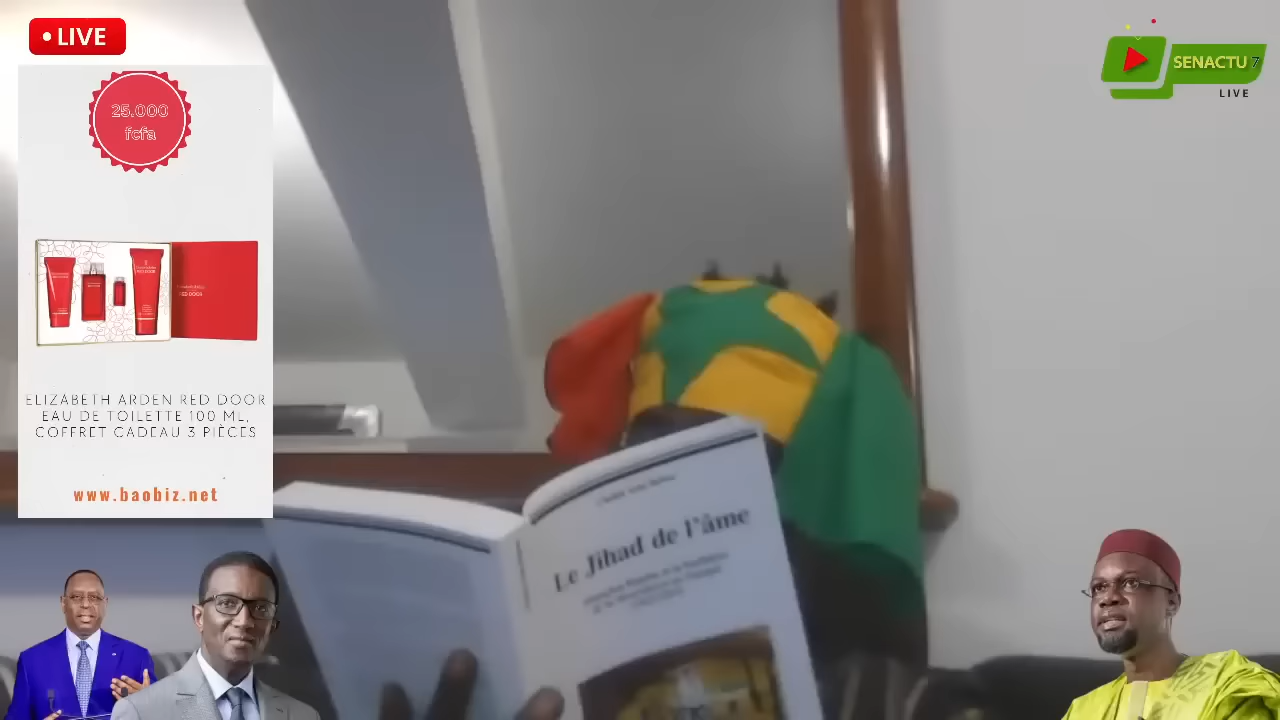 LIVE
25.000
fcfa
ELIZABETH ARDEN RED DOOR
EAU DE TOILETTE 100 ML,
COFFRET CADEAU 3 PIÈCES
www.baobiz.net
SENACTU 7
LIVE
Le Jihad de l'âme